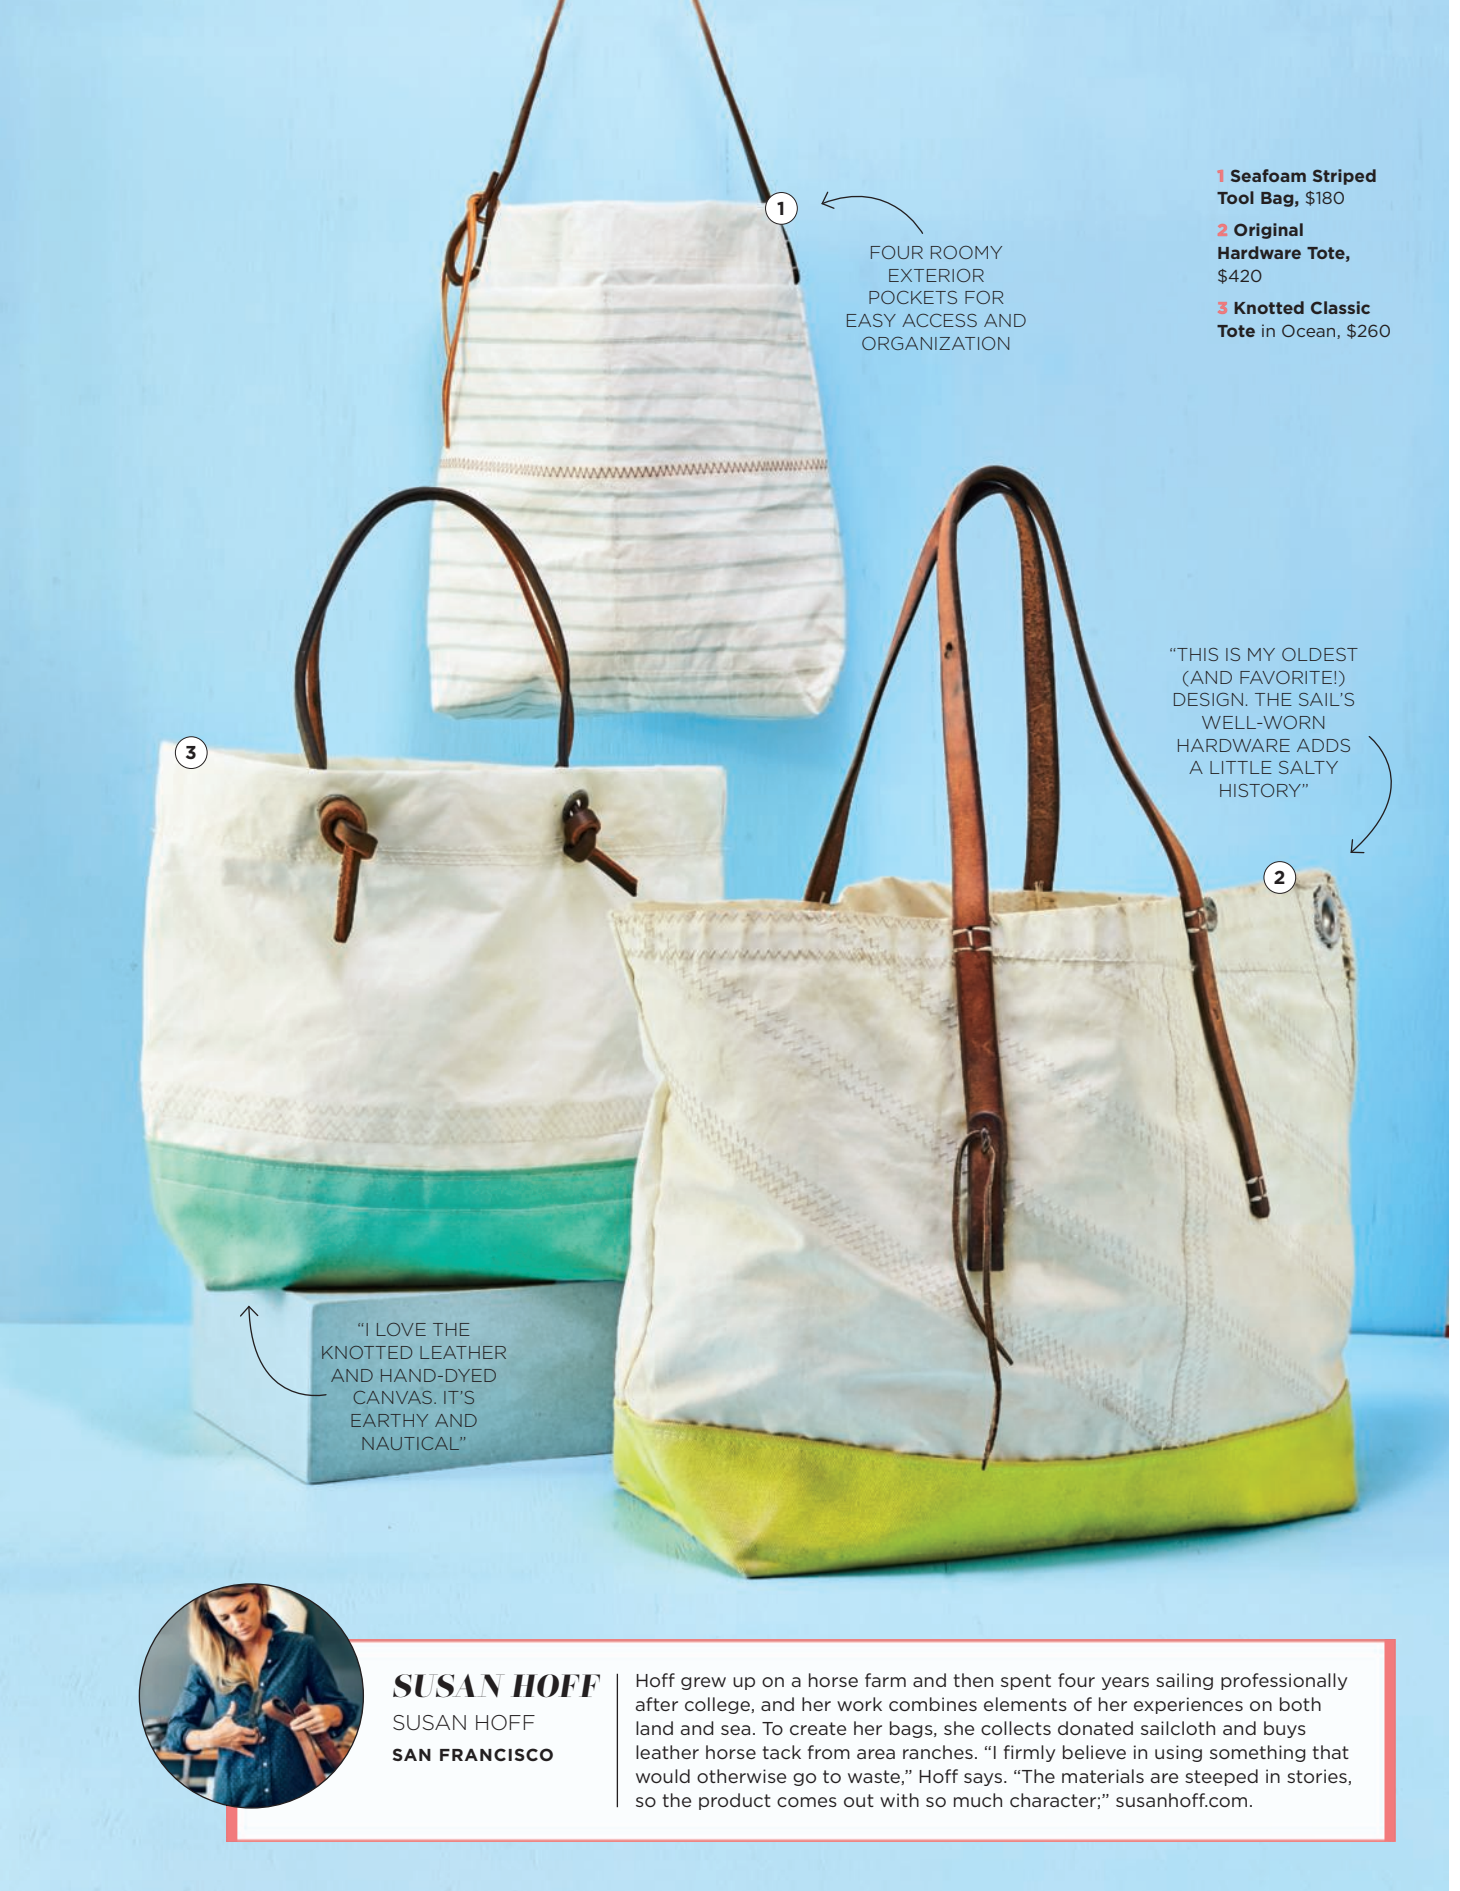 1 Seafoam Striped
Tool Bag, $180
2 Original
Hardware Tote,
$420
3 Knotted Classic
Tote in Ocean, $260
1
FOUR ROOMY
EXTERIOR
POCKETS FOR
EASY ACCESS AND
ORGANIZATION
“THIS IS MY OLDEST
(AND FAVORITE!)
DESIGN. THE SAIL’S
WELL-WORN
HARDWARE ADDS
A LITTLE SALTY
HISTORY”
3
2
“I LOVE THE
KNOTTED LEATHER
AND HAND-DYED
CANVAS. IT’S
EARTHY AND
NAUTICAL”
SUSAN HOFF
SUSAN HOFF
SAN FRANCISCO
Hoff grew up on a horse farm and then spent four years sailing professionally
after college, and her work combines elements of her experiences on both
land and sea. To create her bags, she collects donated sailcloth and buys
leather horse tack from area ranches. “I firmly believe in using something that
would otherwise go to waste,” Hoff says. “The materials are steeped in stories,
so the product comes out with so much character;” susanhoff.com.